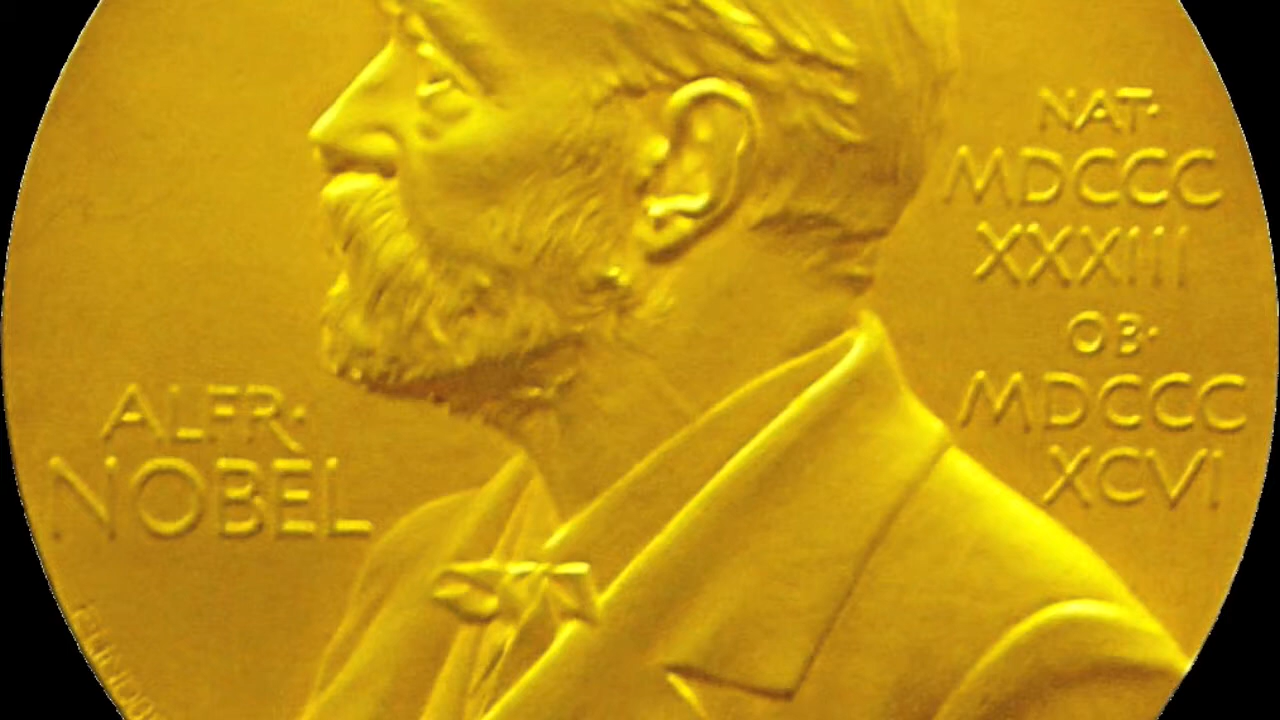 ALFR·
NOBEL
NAT·
MDCCC
XXXIII
OB·
MDCCC
XCVI